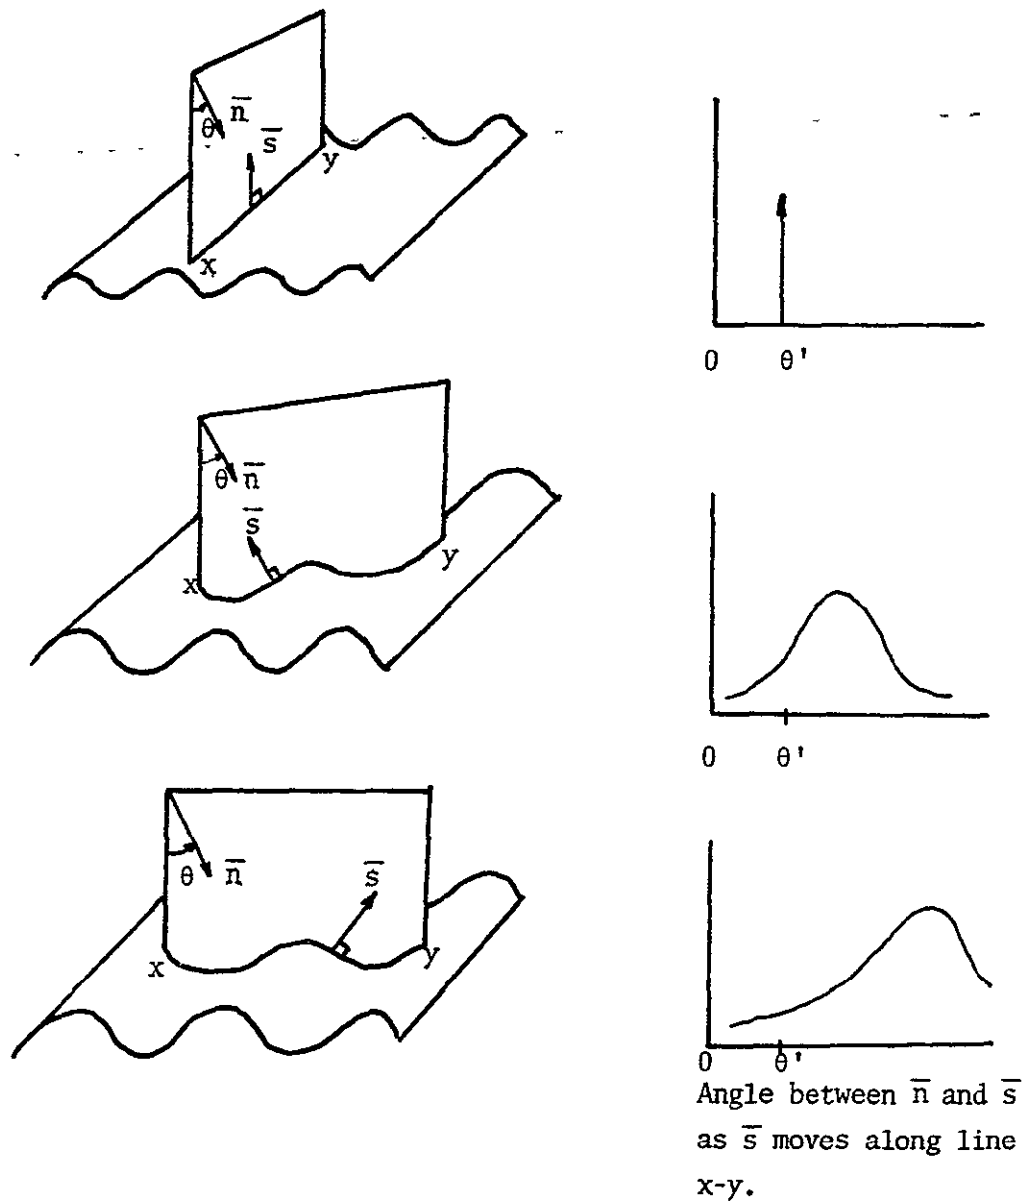 θ n̄
s̄
y
x
0 θ'
θ n̄
s̄
y
x
0 θ'
θ n̄
s̄
x
y
0 θ'
Angle between n̄ and s̄
as s̄ moves along line
x-y.